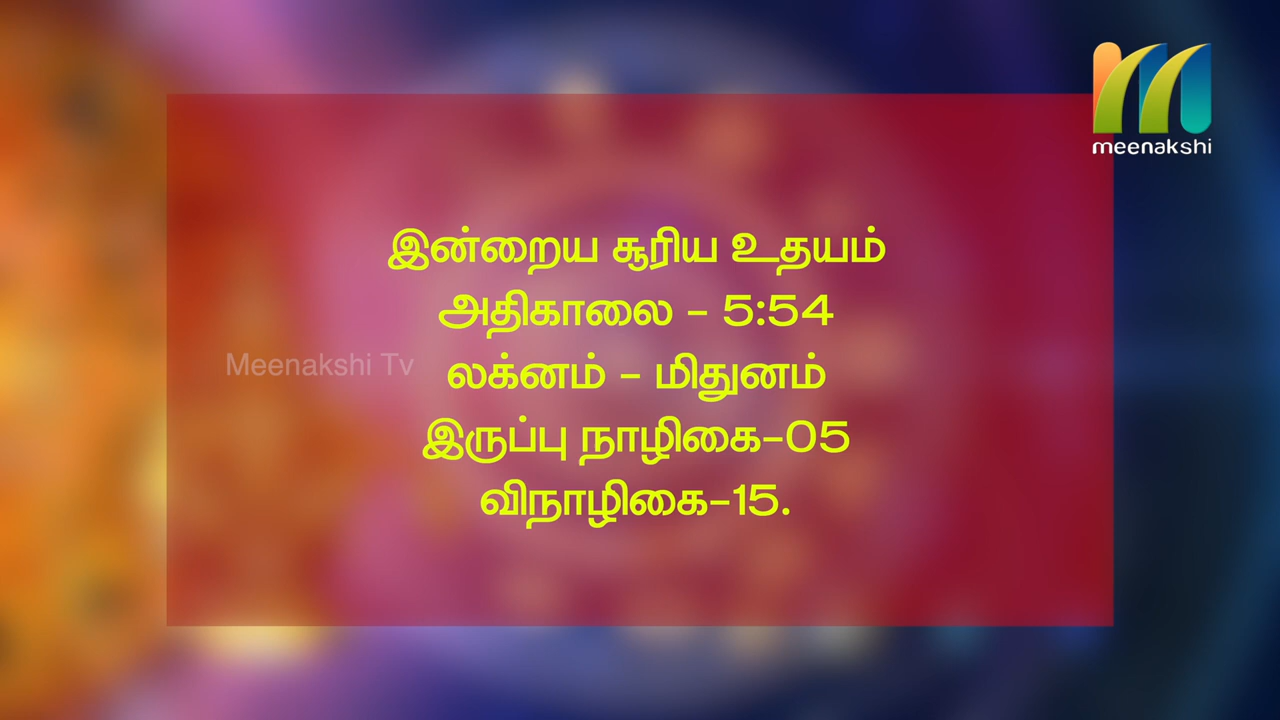 meenakshi
இன்றைய சூரிய உதயம்
அதிகாலை - 5:54
Meenakshi Tv
லக்னம் - மிதுனம்
இருப்பு நாழிகை-05
விநாழிகை-15.